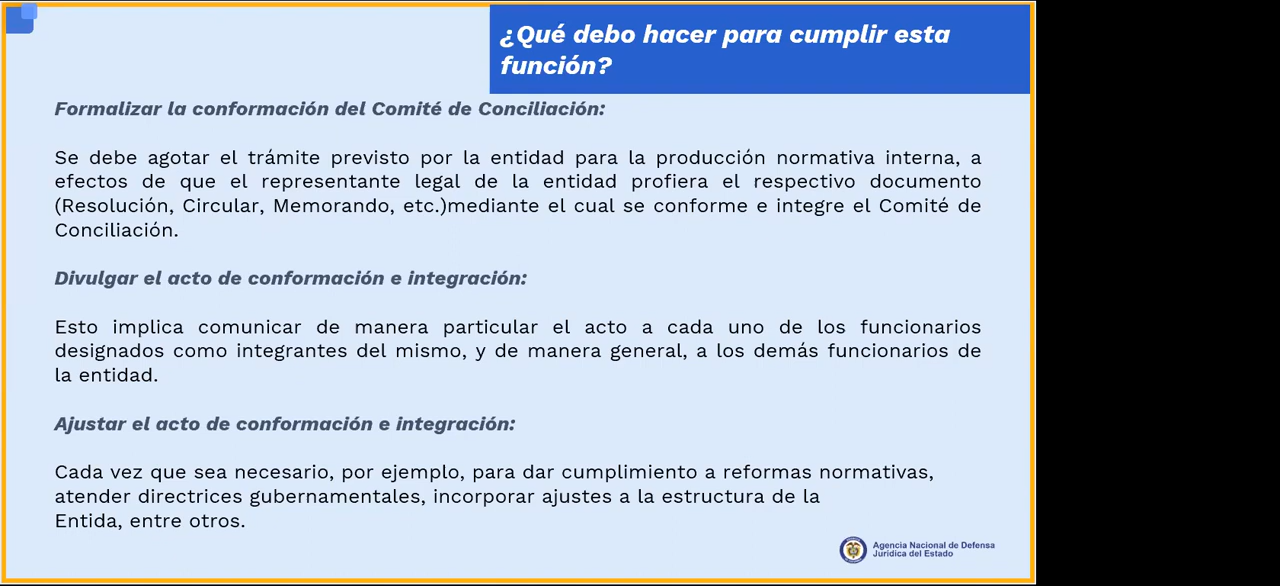 ¿Qué debo hacer para cumplir esta
función?
Formalizar la conformación del Comité de Conciliación:
Se debe agotar el trámite previsto por la entidad para la producción normativa interna, a
efectos de que el representante legal de la entidad profiera el respectivo documento
(Resolución, Circular, Memorando, etc.)mediante el cual se conforme e integre el Comité de
Conciliación.
Divulgar el acto de conformación e integración:
Esto implica comunicar de manera particular el acto a cada uno de los funcionarios
designados como integrantes del mismo, y de manera general, a los demás funcionarios de
la entidad.
Ajustar el acto de conformación e integración:
Cada vez que sea necesario, por ejemplo, para dar cumplimiento a reformas normativas,
atender directrices gubernamentales, incorporar ajustes a la estructura de la
Entida, entre otros.
Agencia Nacional de Defensa
Jurídica del Estado